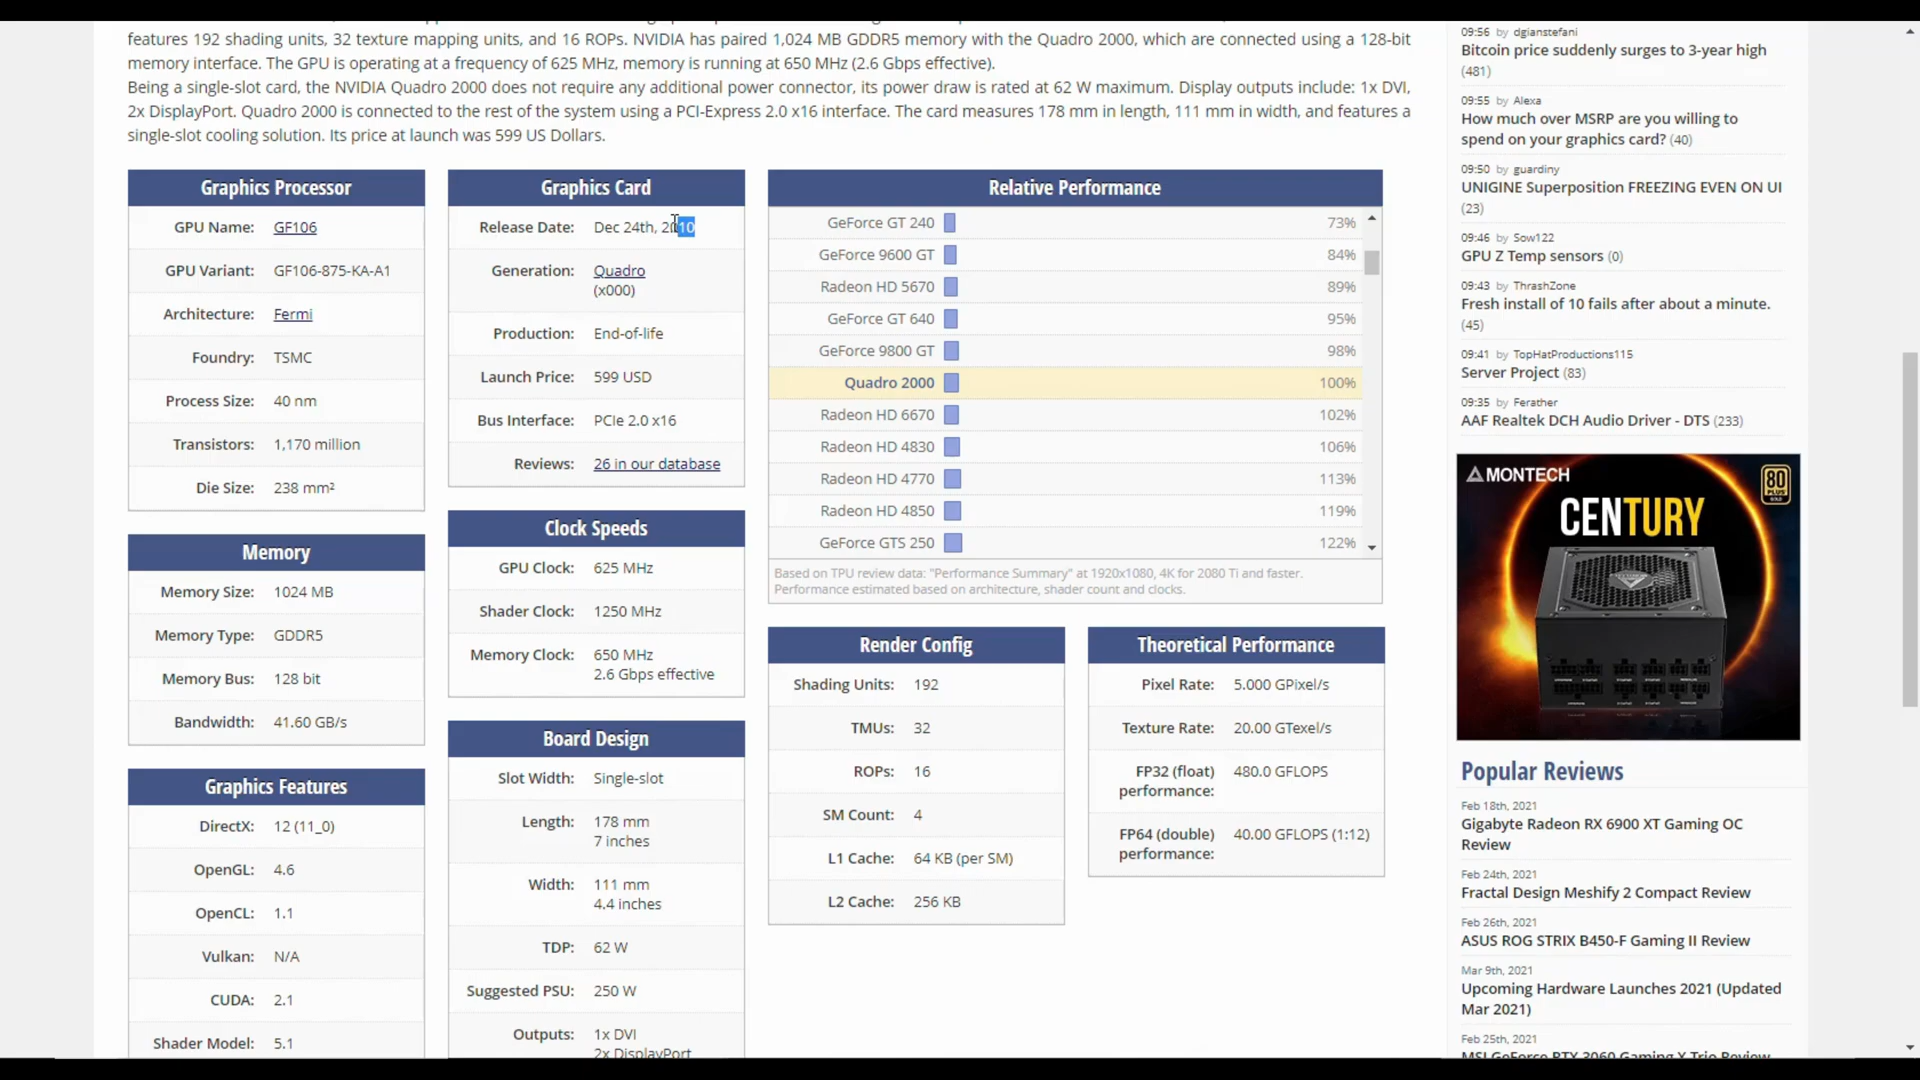 features 192 shading units, 32 texture mapping units, and 16 ROPs. NVIDIA has paired 1,024 MB GDDR5 memory with the Quadro 2000, which are connected using a 128-bit
memory interface. The GPU is operating at a frequency of 625 MHz, memory is running at 650 MHz (2.6 Gbps effective).
Being a single-slot card, the NVIDIA Quadro 2000 does not require any additional power connector, its power draw is rated at 62 W maximum. Display outputs include: 1x DVI,
2x DisplayPort. Quadro 2000 is connected to the rest of the system using a PCI-Express 2.0 x16 interface. The card measures 178 mm in length, 111 mm in width, and features a
single-slot cooling solution. Its price at launch was 599 US Dollars.
Graphics Processor
GPU Name: GF106
GPU Variant: GF106-875-KA-A1
Architecture: Fermi
Foundry: TSMC
Process Size: 40 nm
Transistors: 1,170 million
Die Size: 238 mm²
Memory
Memory Size: 1024 MB
Memory Type: GDDR5
Memory Bus: 128 bit
Bandwidth: 41.60 GB/s
Graphics Features
DirectX: 12 (11_0)
OpenGL: 4.6
OpenCL: 1.1
Vulkan: N/A
CUDA: 2.1
Shader Model: 5.1
Graphics Card
Release Date: Dec 24th, 2010
Generation: Quadro
(x000)
Production: End-of-life
Launch Price: 599 USD
Bus Interface: PCIe 2.0 x16
Reviews: 26 in our database
Clock Speeds
GPU Clock: 625 MHz
Shader Clock: 1250 MHz
Memory Clock: 650 MHz
2.6 Gbps effective
Board Design
Slot Width: Single-slot
Length: 178 mm
7 inches
Width: 111 mm
4.4 inches
TDP: 62 W
Suggested PSU: 250 W
Outputs: 1x DVI
2x DisplayPort
Relative Performance
GeForce GT 240 73%
GeForce 9600 GT 84%
Radeon HD 5670 89%
GeForce GT 640 95%
GeForce 9800 GT 98%
Quadro 2000 100%
Radeon HD 6670 102%
Radeon HD 4830 106%
Radeon HD 4770 113%
Radeon HD 4850 119%
GeForce GTS 250 122%
Based on TPU review data: "Performance Summary" at 1920x1080, 4K for 2080 Ti and faster.
Performance estimated based on architecture, shader count and clocks.
Render Config
Shading Units: 192
TMUs: 32
ROPs: 16
SM Count: 4
L1 Cache: 64 KB (per SM)
L2 Cache: 256 KB
Theoretical Performance
Pixel Rate: 5.000 GPixel/s
Texture Rate: 20.00 GTexel/s
FP32 (float) 480.0 GFLOPS
performance:
FP64 (double) 40.00 GFLOPS (1:12)
performance:
09:56 by dgianstefani
Bitcoin price suddenly surges to 3-year high
(481)
09:55 by Alexa
How much over MSRP are you willing to
spend on your graphics card? (40)
09:50 by guardiny
UNIGINE Superposition FREEZING EVEN ON UI
(23)
09:46 by Sow122
GPU Z Temp sensors (0)
09:43 by ThrashZone
Fresh install of 10 fails after about a minute.
(45)
09:41 by TopHatProductions115
Server Project (83)
09:35 by Ferather
AAF Realtek DCH Audio Driver - DTS (233)
MONTECH
80
PLUS
CENTURY
Popular Reviews
Feb 18th, 2021
Gigabyte Radeon RX 6900 XT Gaming OC
Review
Feb 24th, 2021
Fractal Design Meshify 2 Compact Review
Feb 26th, 2021
ASUS ROG STRIX B450-F Gaming II Review
Mar 9th, 2021
Upcoming Hardware Launches 2021 (Updated
Mar 2021)
Feb 25th, 2021
MSI GeForce RTX 3060 Gaming X Trio Review